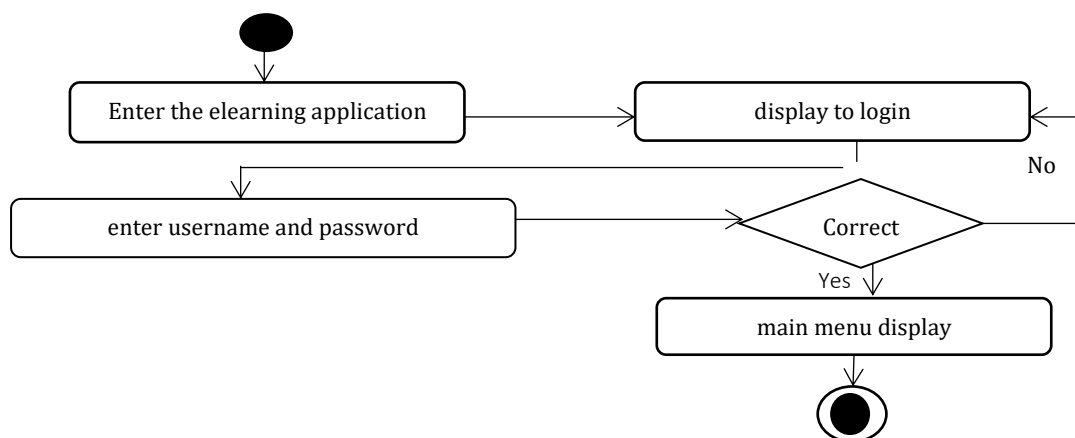 Enter the elearning application
display to login
No
enter username and password
Correct
Yes
main menu display